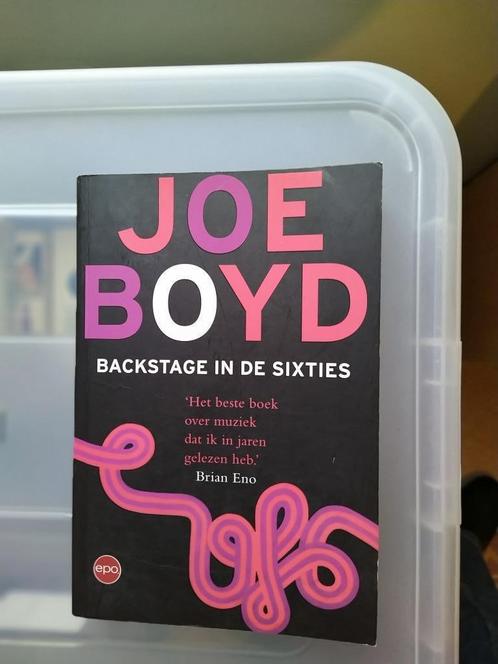 JOE
BOYD
BACKSTAGE IN DE SIXTIES
‘Het beste boek
over muziek
dat ik in jaren
gelezen heb.’
Brian Eno
epo